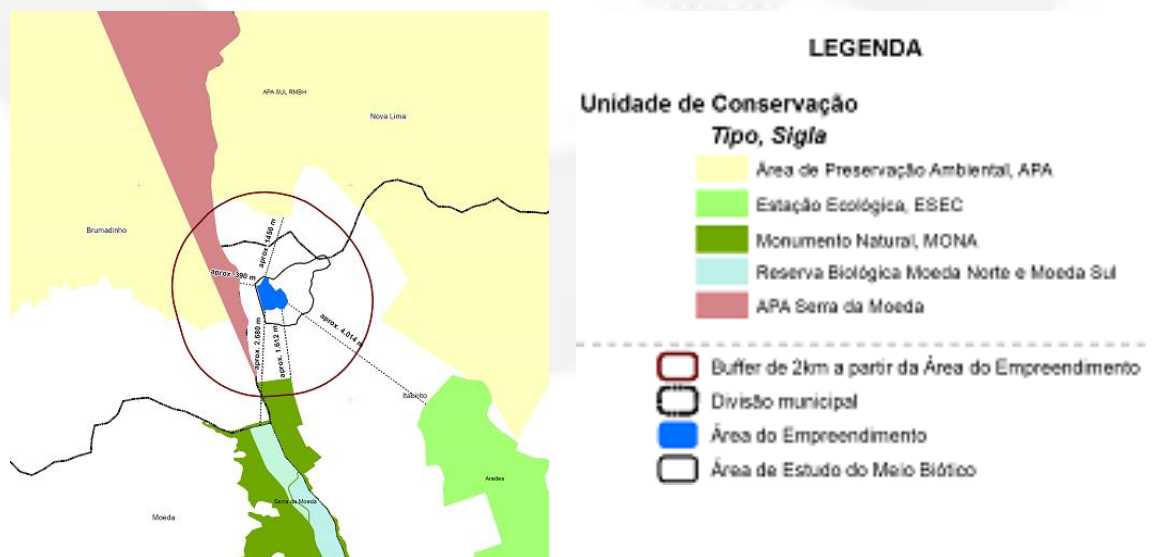 APA SUL RMBH
Nova Lima
Brumadinho
aprox. 1450 m
aprox. 390 m
aprox. 2.680 m
aprox. 1.612 m
aprox. 4.014 m
Itabirito
Aredes
Serra da Moeda
Moeda
LEGENDA
Unidade de Conservação
Tipo, Sigla
Área de Preservação Ambiental, APA
Estação Ecológica, ESEC
Monumento Natural, MONA
Reserva Biológica Moeda Norte e Moeda Sul
APA Serra da Moeda
Buffer de 2km a partir da Área do Empreendimento
Divisão municipal
Área do Empreendimento
Área de Estudo do Meio Biótico